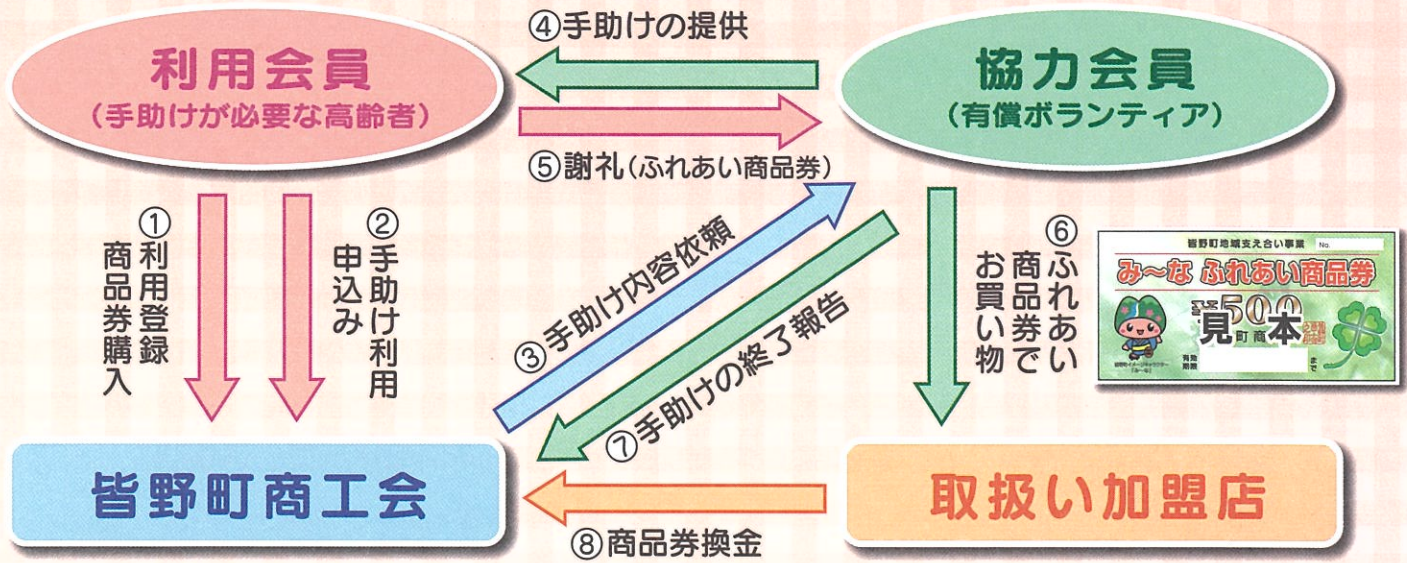 ④手助けの提供
利用会員
(手助けが必要な高齢者)
協力会員
(有償ボランティア)
⑤謝礼(ふれあい商品券)
①利用登録
商品券購入
②手助け利用
申込み
③手助け内容依頼
⑦手助けの終了報告
⑥ふれあい
商品券で
お買い物
皆野町地域支え合い事業 No.
み～な ふれあい商品券
500
見本
町商
有効
期限
まで
皆野町商工会
取扱い加盟店
⑧商品券換金